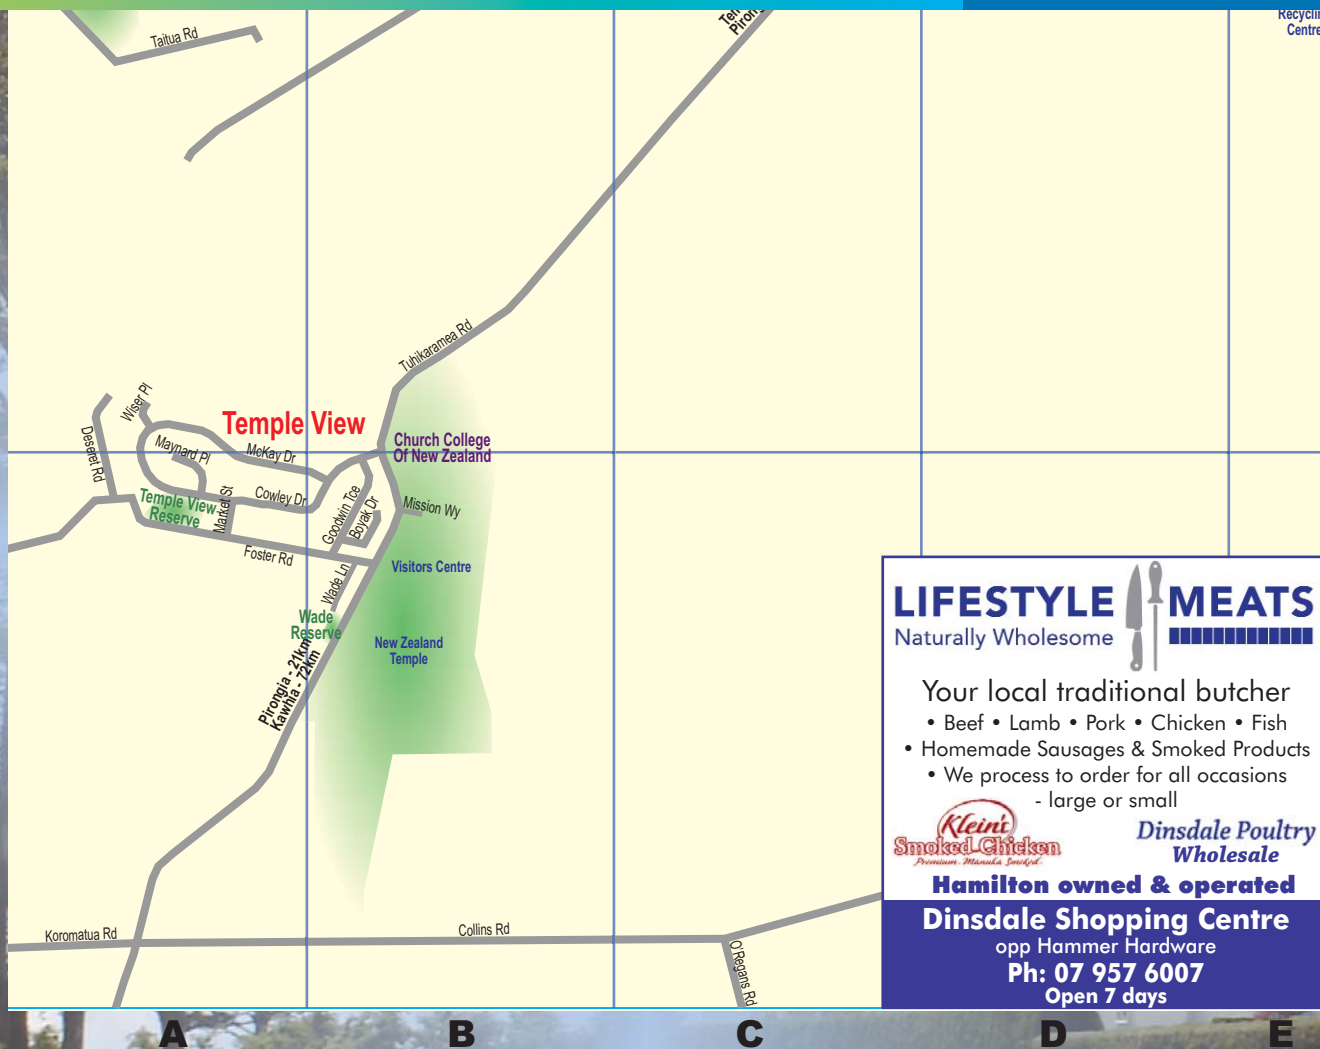 Taitua Rd
Recyclin
Centre
Tuhikaramea Rd
Temple View
Church College
Of New Zealand
Wiser Pl
Deseret Rd
Maynard Pl
McKay Dr
Temple View
Reserve
Market St
Cowley Dr
Goodwin Tce
Boyak Dr
Mission Wy
Foster Rd
Wade Ln
Visitors Centre
Wade
Reserve
New Zealand
Temple
Pirongia - 21km
Kawhia - 72km
Koromatua Rd
Collins Rd
O'Regans Rd
LIFESTYLE MEATS
Naturally Wholesome
Your local traditional butcher
• Beef • Lamb • Pork • Chicken • Fish
• Homemade Sausages & Smoked Products
• We process to order for all occasions
- large or small
Klein's
Smoked Chicken
Premium Manuka Smoked
Dinsdale Poultry
Wholesale
Hamilton owned & operated
Dinsdale Shopping Centre
opp Hammer Hardware
Ph: 07 957 6007
Open 7 days
A B C D E